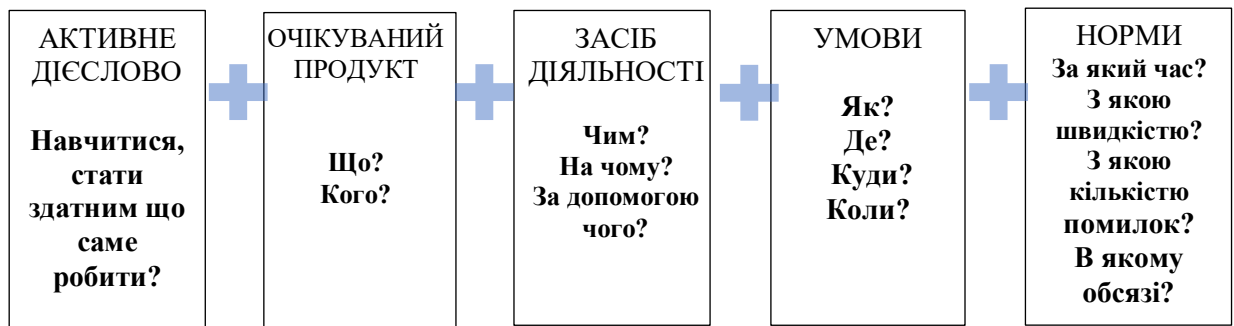 АКТИВНЕ
ДІЄСЛОВО
Навчитися,
стати
здатним що
саме
робити?
ОЧІКУВАНИЙ
ПРОДУКТ
Що?
Кого?
ЗАСІБ
ДІЯЛЬНОСТІ
Чим?
На чому?
За допомогою
чого?
УМОВИ
Як?
Де?
Куди?
Коли?
НОРМИ
За який час?
З якою
швидкістю?
З якою
кількістю
помилок?
В якому
обсязі?